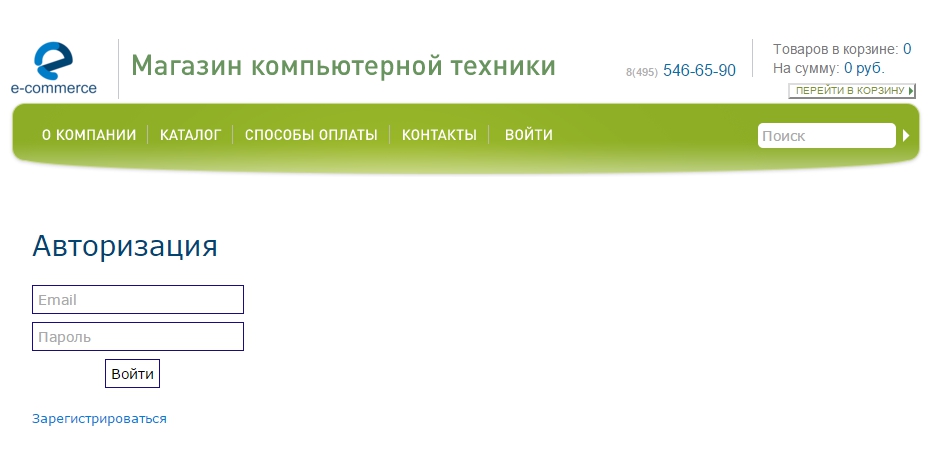 e-commerce
Магазин компьютерной техники
8(495) 546-65-90
Товаров в корзине: 0
На сумму: 0 руб.
ПЕРЕЙТИ В КОРЗИНУ
О КОМПАНИИ КАТАЛОГ СПОСОБЫ ОПЛАТЫ КОНТАКТЫ ВОЙТИ
Поиск
Авторизация
Email
Пароль
Войти
Зарегистрироваться